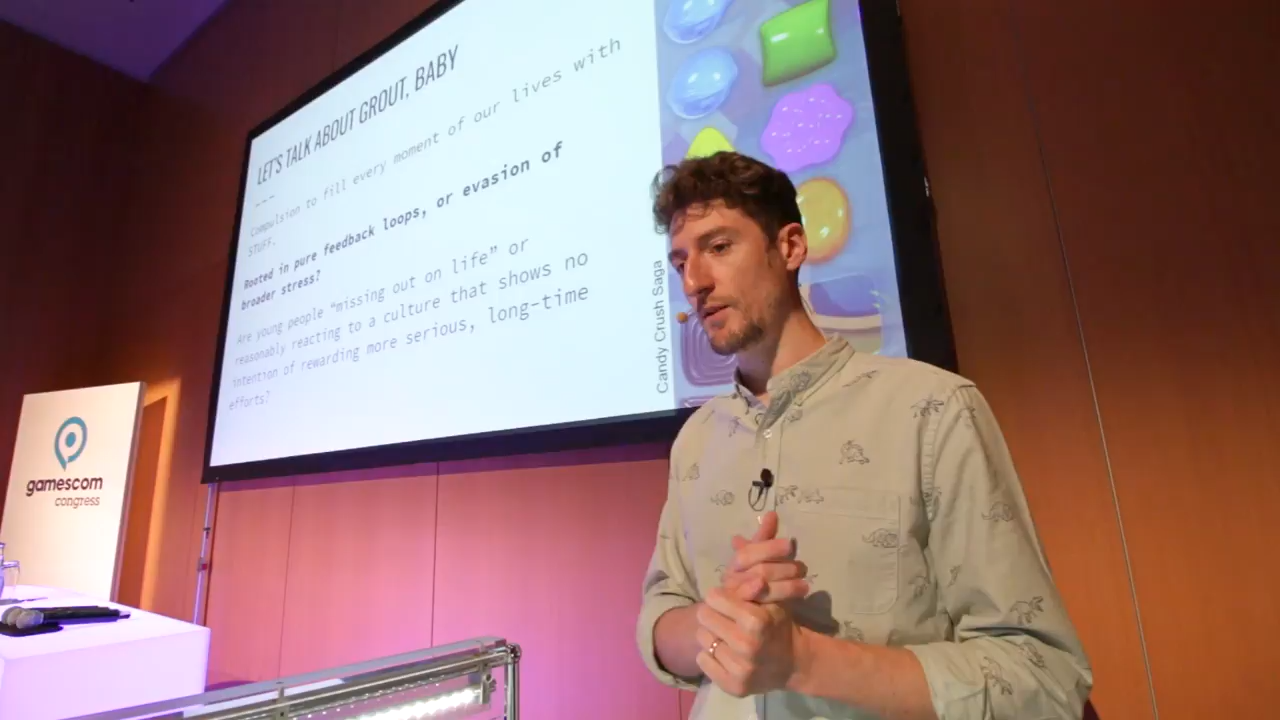 LET'S TALK ABOUT GROUT, BABY
Compulsion to fill every moment of our lives with
STUFF.
Rooted in pure feedback loops, or evasion of
broader stress?
Are young people “missing out on life” or
reasonably reacting to a culture that shows no
intention of rewarding more serious, long-time
efforts?
Candy Crush Saga
gamescom
congress